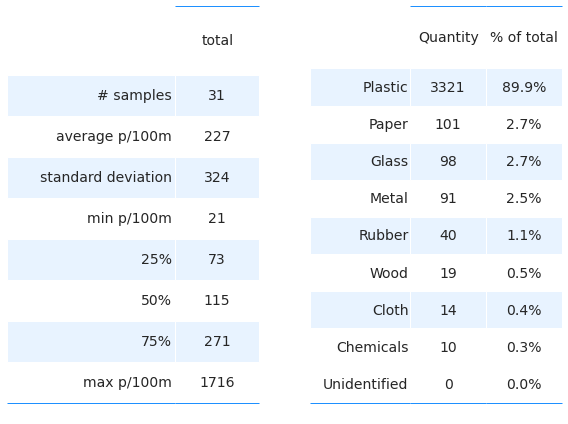 total
# samples 31
average p/100m 227
standard deviation 324
min p/100m 21
25% 73
50% 115
75% 271
max p/100m 1716
Quantity % of total
Plastic 3321 89.9%
Paper 101 2.7%
Glass 98 2.7%
Metal 91 2.5%
Rubber 40 1.1%
Wood 19 0.5%
Cloth 14 0.4%
Chemicals 10 0.3%
Unidentified 0 0.0%